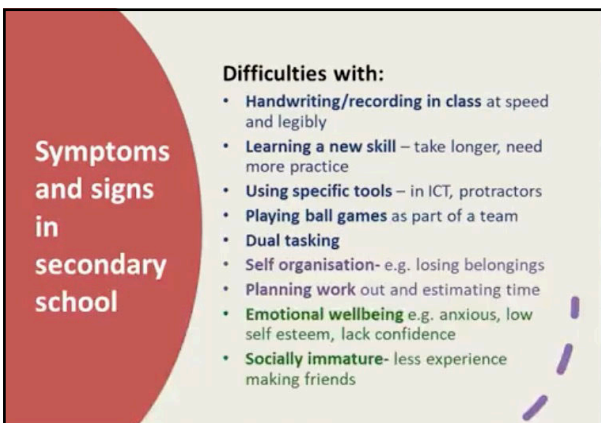 Symptoms
and signs
in
secondary
school
Difficulties with:
• Handwriting/recording in class at speed
and legibly
• Learning a new skill – take longer, need
more practice
• Using specific tools – in ICT, protractors
• Playing ball games as part of a team
• Dual tasking
• Self organisation- e.g. losing belongings
• Planning work out and estimating time
• Emotional wellbeing e.g. anxious, low
self esteem, lack confidence
• Socially immature- less experience
making friends